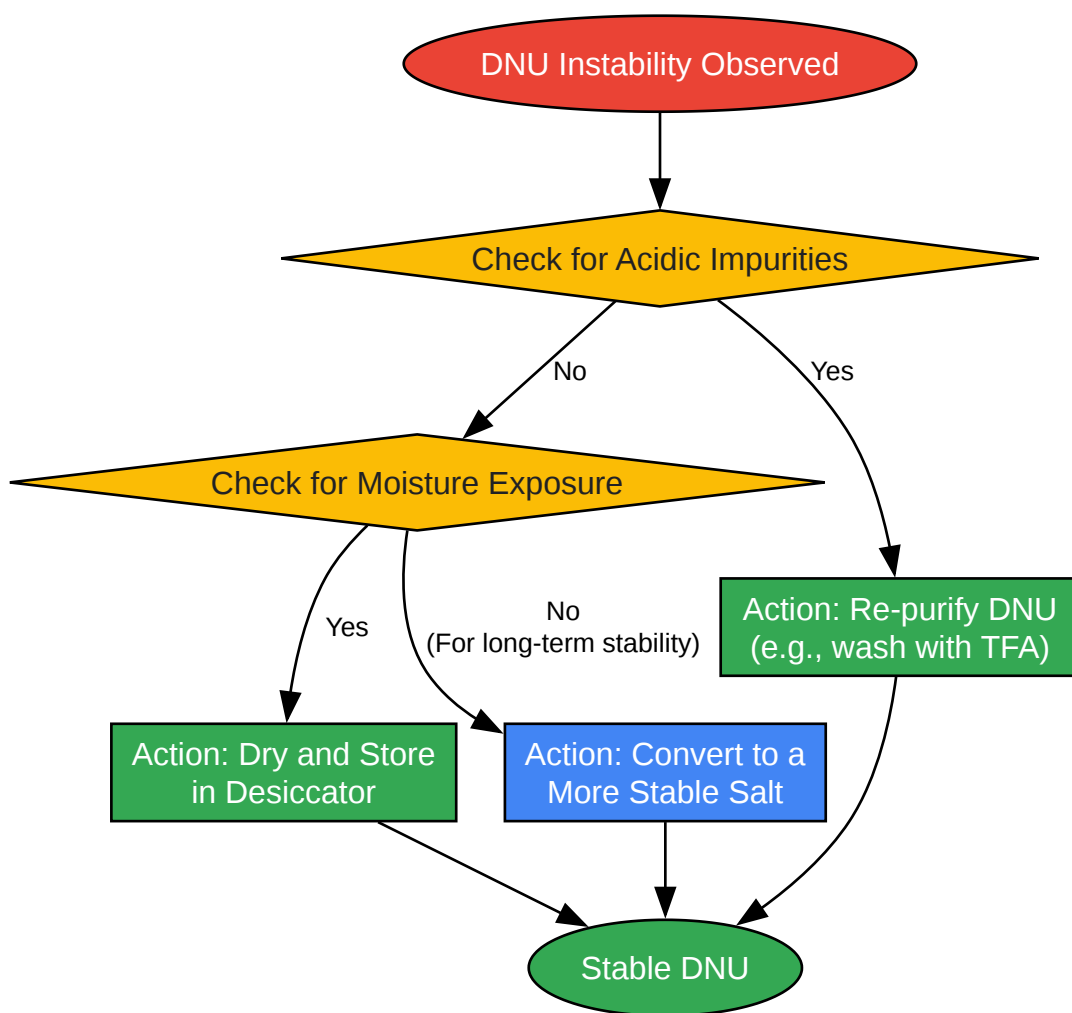 DNU Instability Observed
Check for Acidic Impurities
No
Yes
Check for Moisture Exposure
Yes
No
(For long-term stability)
Action: Re-purify DNU
(e.g., wash with TFA)
Action: Dry and Store
in Desiccator
Action: Convert to a
More Stable Salt
Stable DNU